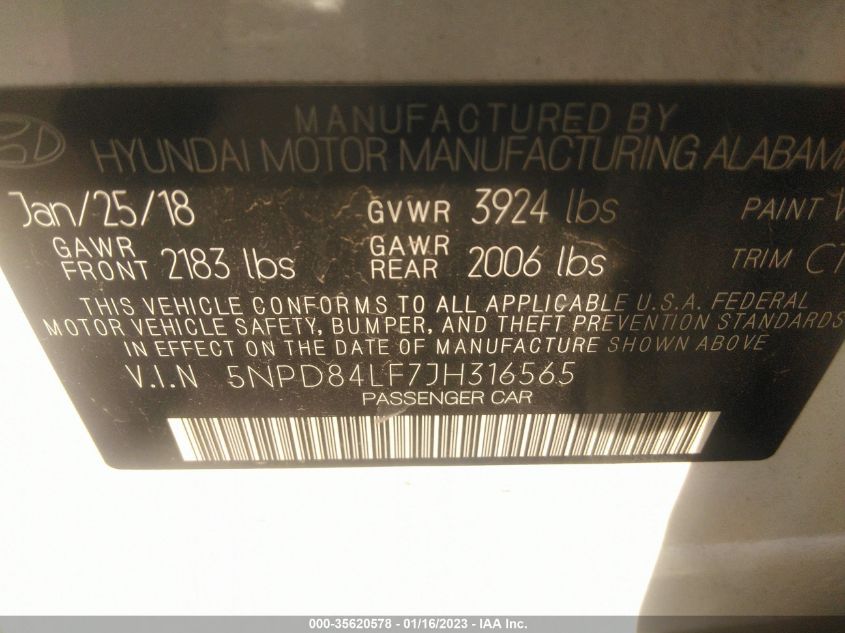 MANUFACTURED BY
HYUNDAI MOTOR MANUFACTURING ALABAMA
Jan/25/18 GVWR 3924 lbs PAINT
GAWR FRONT 2183 lbs GAWR REAR 2006 lbs TRIM CT
THIS VEHICLE CONFORMS TO ALL APPLICABLE U.S.A. FEDERAL
MOTOR VEHICLE SAFETY, BUMPER, AND THEFT PREVENTION STANDARDS
IN EFFECT ON THE DATE OF MANUFACTURE SHOWN ABOVE
V.I.N 5NPD84LF7JH316565
PASSENGER CAR
000-35620578 - 01/16/2023 - IAA Inc.